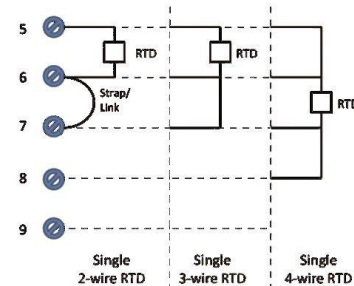 5
RTD
RTD
6
Strap/
Link
RTD
7
8
9
Single
2-wire RTD
Single
3-wire RTD
Single
4-wire RTD